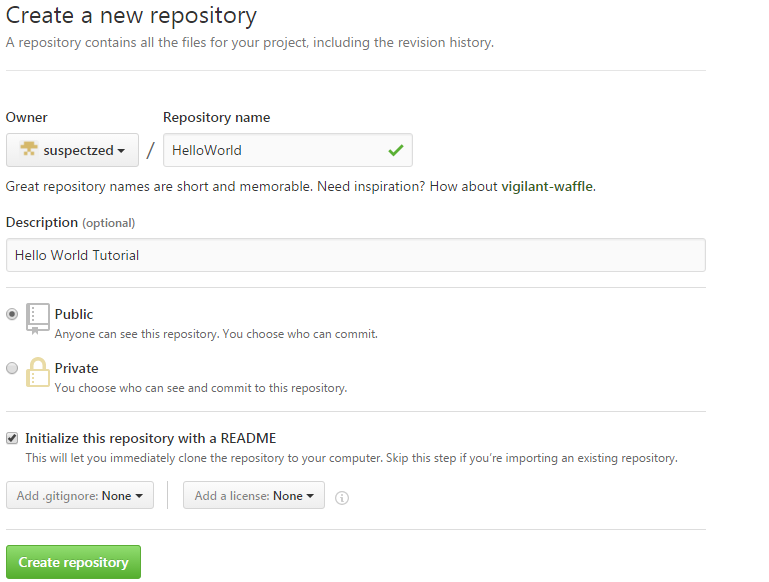 Create a new repository
A repository contains all the files for your project, including the revision history.
Owner Repository name
suspectzed / HelloWorld
Great repository names are short and memorable. Need inspiration? How about vigilant-waffle.
Description (optional)
Hello World Tutorial
Public
Anyone can see this repository. You choose who can commit.
Private
You choose who can see and commit to this repository.
Initialize this repository with a README
This will let you immediately clone the repository to your computer. Skip this step if you're importing an existing repository.
Add .gitignore: None Add a license: None
Create repository